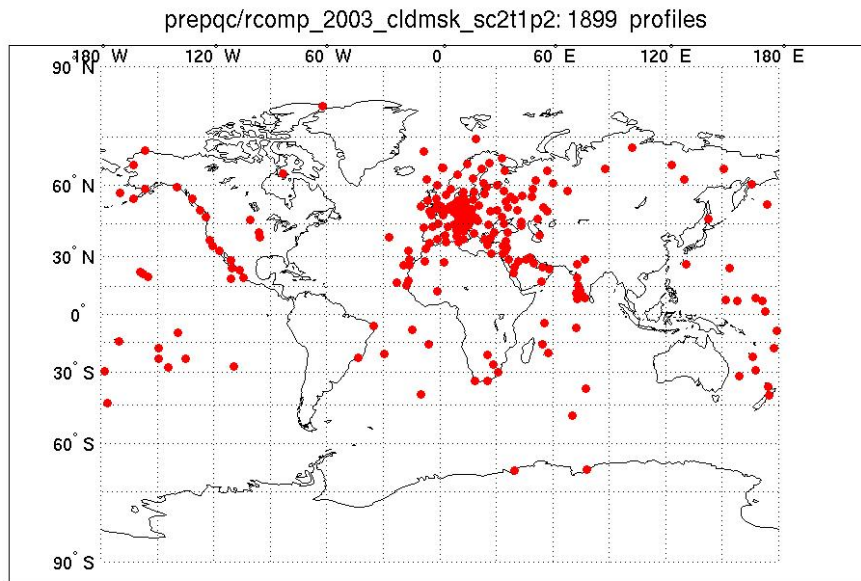 prepqc/rcomp_2003_cldmsk_sc2t1p2: 1899 profiles
180° W 120° W 60° W 0° 60° E 120° E 180° E
90° N
60° N
30° N
0°
30° S
60° S
90° S